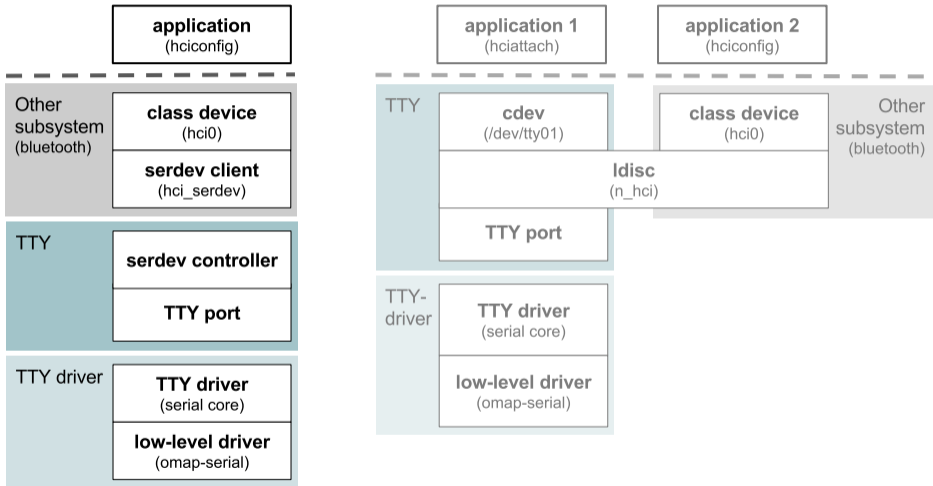 application
(hciconfig)
Other
subsystem
(bluetooth)
class device
(hci0)
serdev client
(hci_serdev)
TTY
serdev controller
TTY port
TTY driver
TTY driver
(serial core)
low-level driver
(omap-serial)
application 1
(hciattach)
application 2
(hciconfig)
TTY
cdev
(/dev/tty01)
class device
(hci0)
Other
subsystem
(bluetooth)
ldisc
(n_hci)
TTY port
TTY-
driver
TTY driver
(serial core)
low-level driver
(omap-serial)